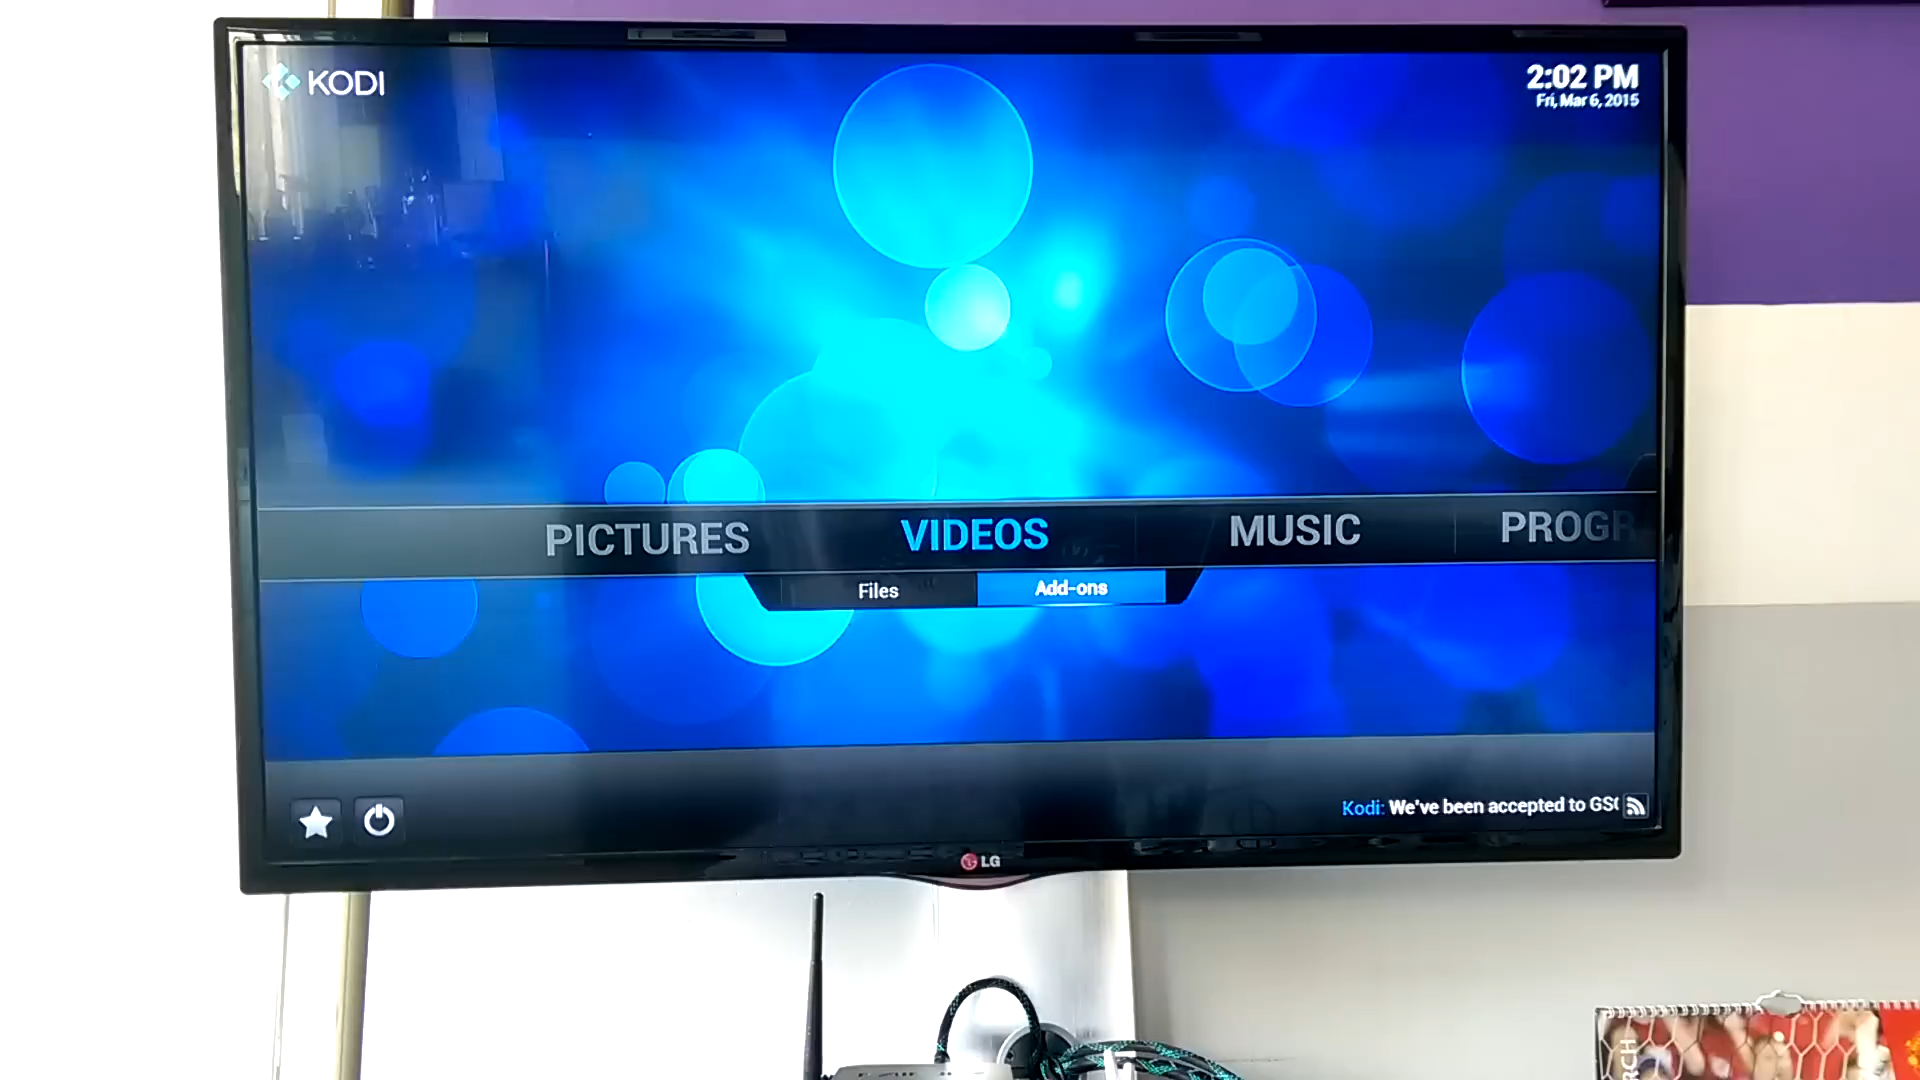 KODI
2:02 PM
Fri, Mar 6, 2015
PICTURES VIDEOS MUSIC PROGR
Files Add-ons
Kodi: We've been accepted to GS
LG
RCH